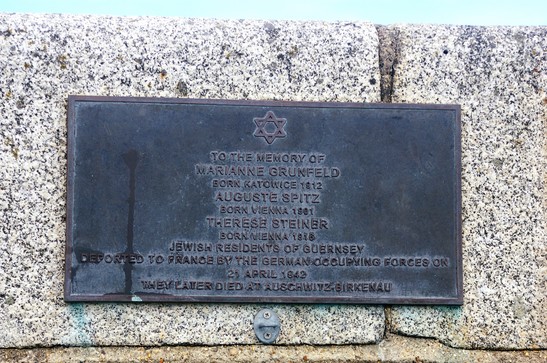 TO THE MEMORY OF
MARIANNE GRUNFELD
BORN KATOWICE 1912
AUGUSTE SPITZ
BORN VIENNA
THERESE STEINER
BORN VIENNA 1916
JEWISH RESIDENTS OF GUERNSEY
DEPORTED TO FRANCE BY THE GERMAN OCCUPYING FORCES ON
21 APRIL 1942
THEY LATER DIED AT AUSCHWITZ-BIRKENAU